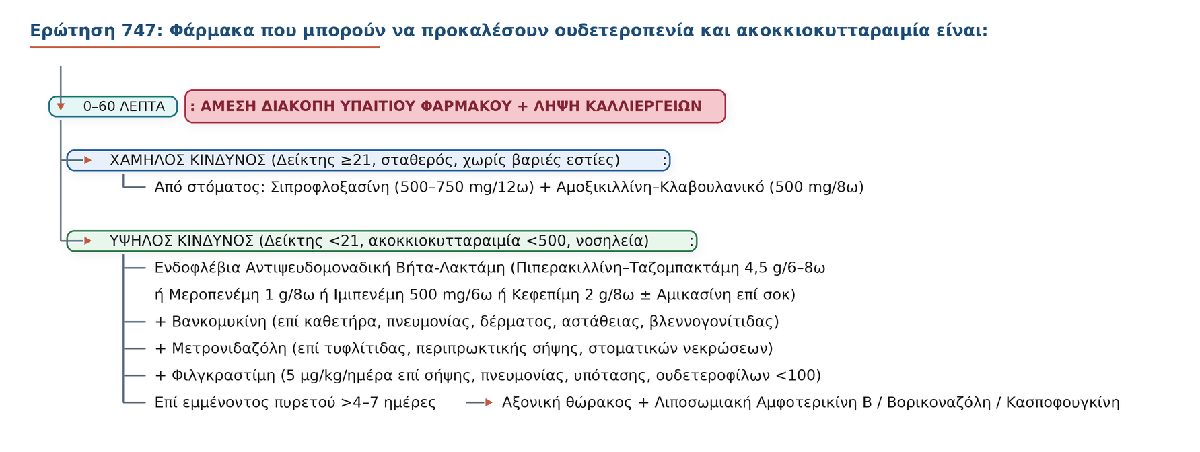 Ερώτηση 747: Φάρμακα που μπορούν να προκαλέσουν ουδετεροπενία και ακοκκιοκυτταραιμία είναι:
0–60 ΛΕΠΤΑ : ΑΜΕΣΗ ΔΙΑΚΟΠΗ ΥΠΑΙΤΙΟΥ ΦΑΡΜΑΚΟΥ + ΛΗΨΗ ΚΑΛΛΙΕΡΓΕΙΩΝ
ΧΑΜΗΛΟΣ ΚΙΝΔΥΝΟΣ (Δείκτης ≥21, σταθερός, χωρίς βαριές εστίες) :
Από στόματος: Σιπροφλοξασίνη (500–750 mg/12ω) + Αμοξικιλλίνη–Κλαβουλανικό (500 mg/8ω)
ΥΨΗΛΟΣ ΚΙΝΔΥΝΟΣ (Δείκτης <21, ακοκκιοκυτταραιμία <500, νοσηλεία) :
Ενδοφλέβια Αντιψευδομοναδική Βήτα-Λακτάμη (Πιπερακιλλίνη–Ταζομπακτάμη 4,5 g/6–8ω
ή Μεροπενέμη 1 g/8ω ή Ιμιπενέμη 500 mg/6ω ή Κεφεπίμη 2 g/8ω ± Αμικασίνη επί σοκ)
+ Βανκομυκίνη (επί καθετήρα, πνευμονίας, δέρματος, αστάθειας, βλεννογονίτιδας)
+ Μετρονιδαζόλη (επί τυφλίτιδας, περιπρωκτικής σήψης, στοματικών νεκρώσεων)
+ Φιλγκραστίμη (5 μg/kg/ημέρα επί σήψης, πνευμονίας, υπότασης, ουδετεροφίλων <100)
Επί εμμένοντος πυρετού >4–7 ημέρες Αξονική θώρακος + Λιποσωμιακή Αμφοτερικίνη Β / Βορικοναζόλη / Κασποφουγκίνη